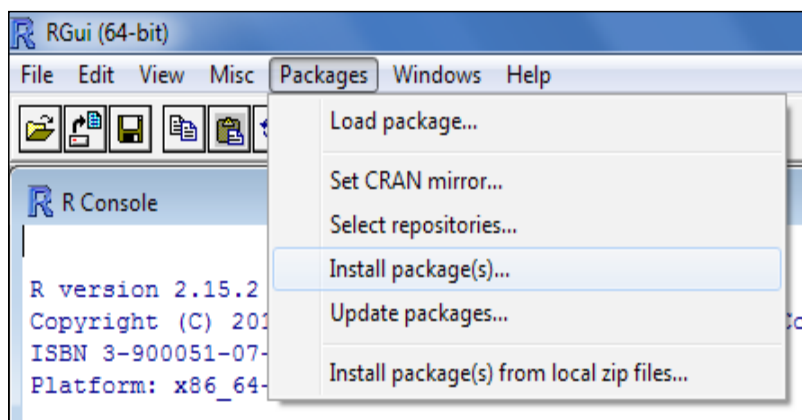 RGui (64-bit)
File Edit View Misc Packages Windows Help
Load package...
Set CRAN mirror...
Select repositories...
Install package(s)...
Update packages...
Install package(s) from local zip files...
R Console
R version 2.15.2
Copyright (C) 201
ISBN 3-900051-07-
Platform: x86_64-